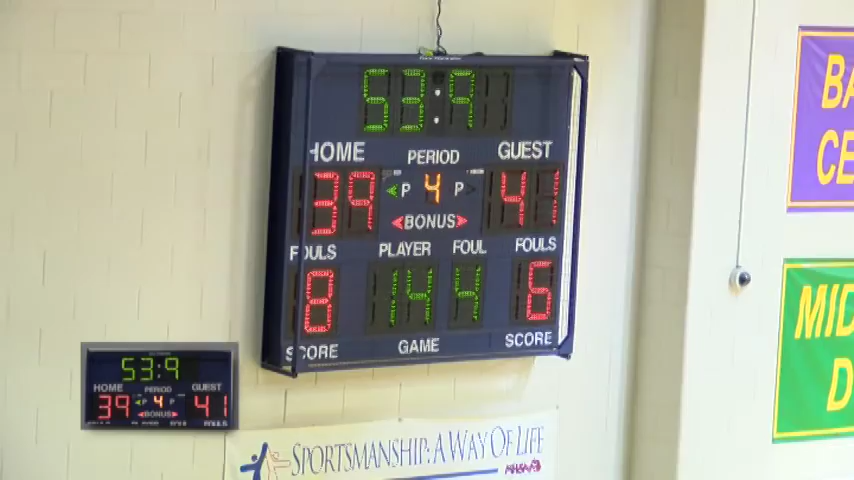 53:9
HOME PERIOD GUEST
39 P 4 P 41
BONUS
FOULS PLAYER FOUL FOULS
8 14 4 6
SCORE GAME SCORE
53:9
HOME PERIOD GUEST
39 P 4 P 41
BONUS
SPORTSMANSHIP: A WAY OF LIFE
BA
CE
MID
D